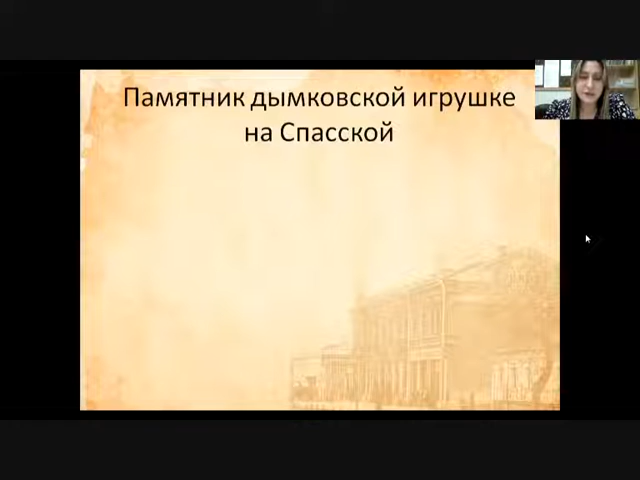 Памятник дымковской игрушке
на Спасской